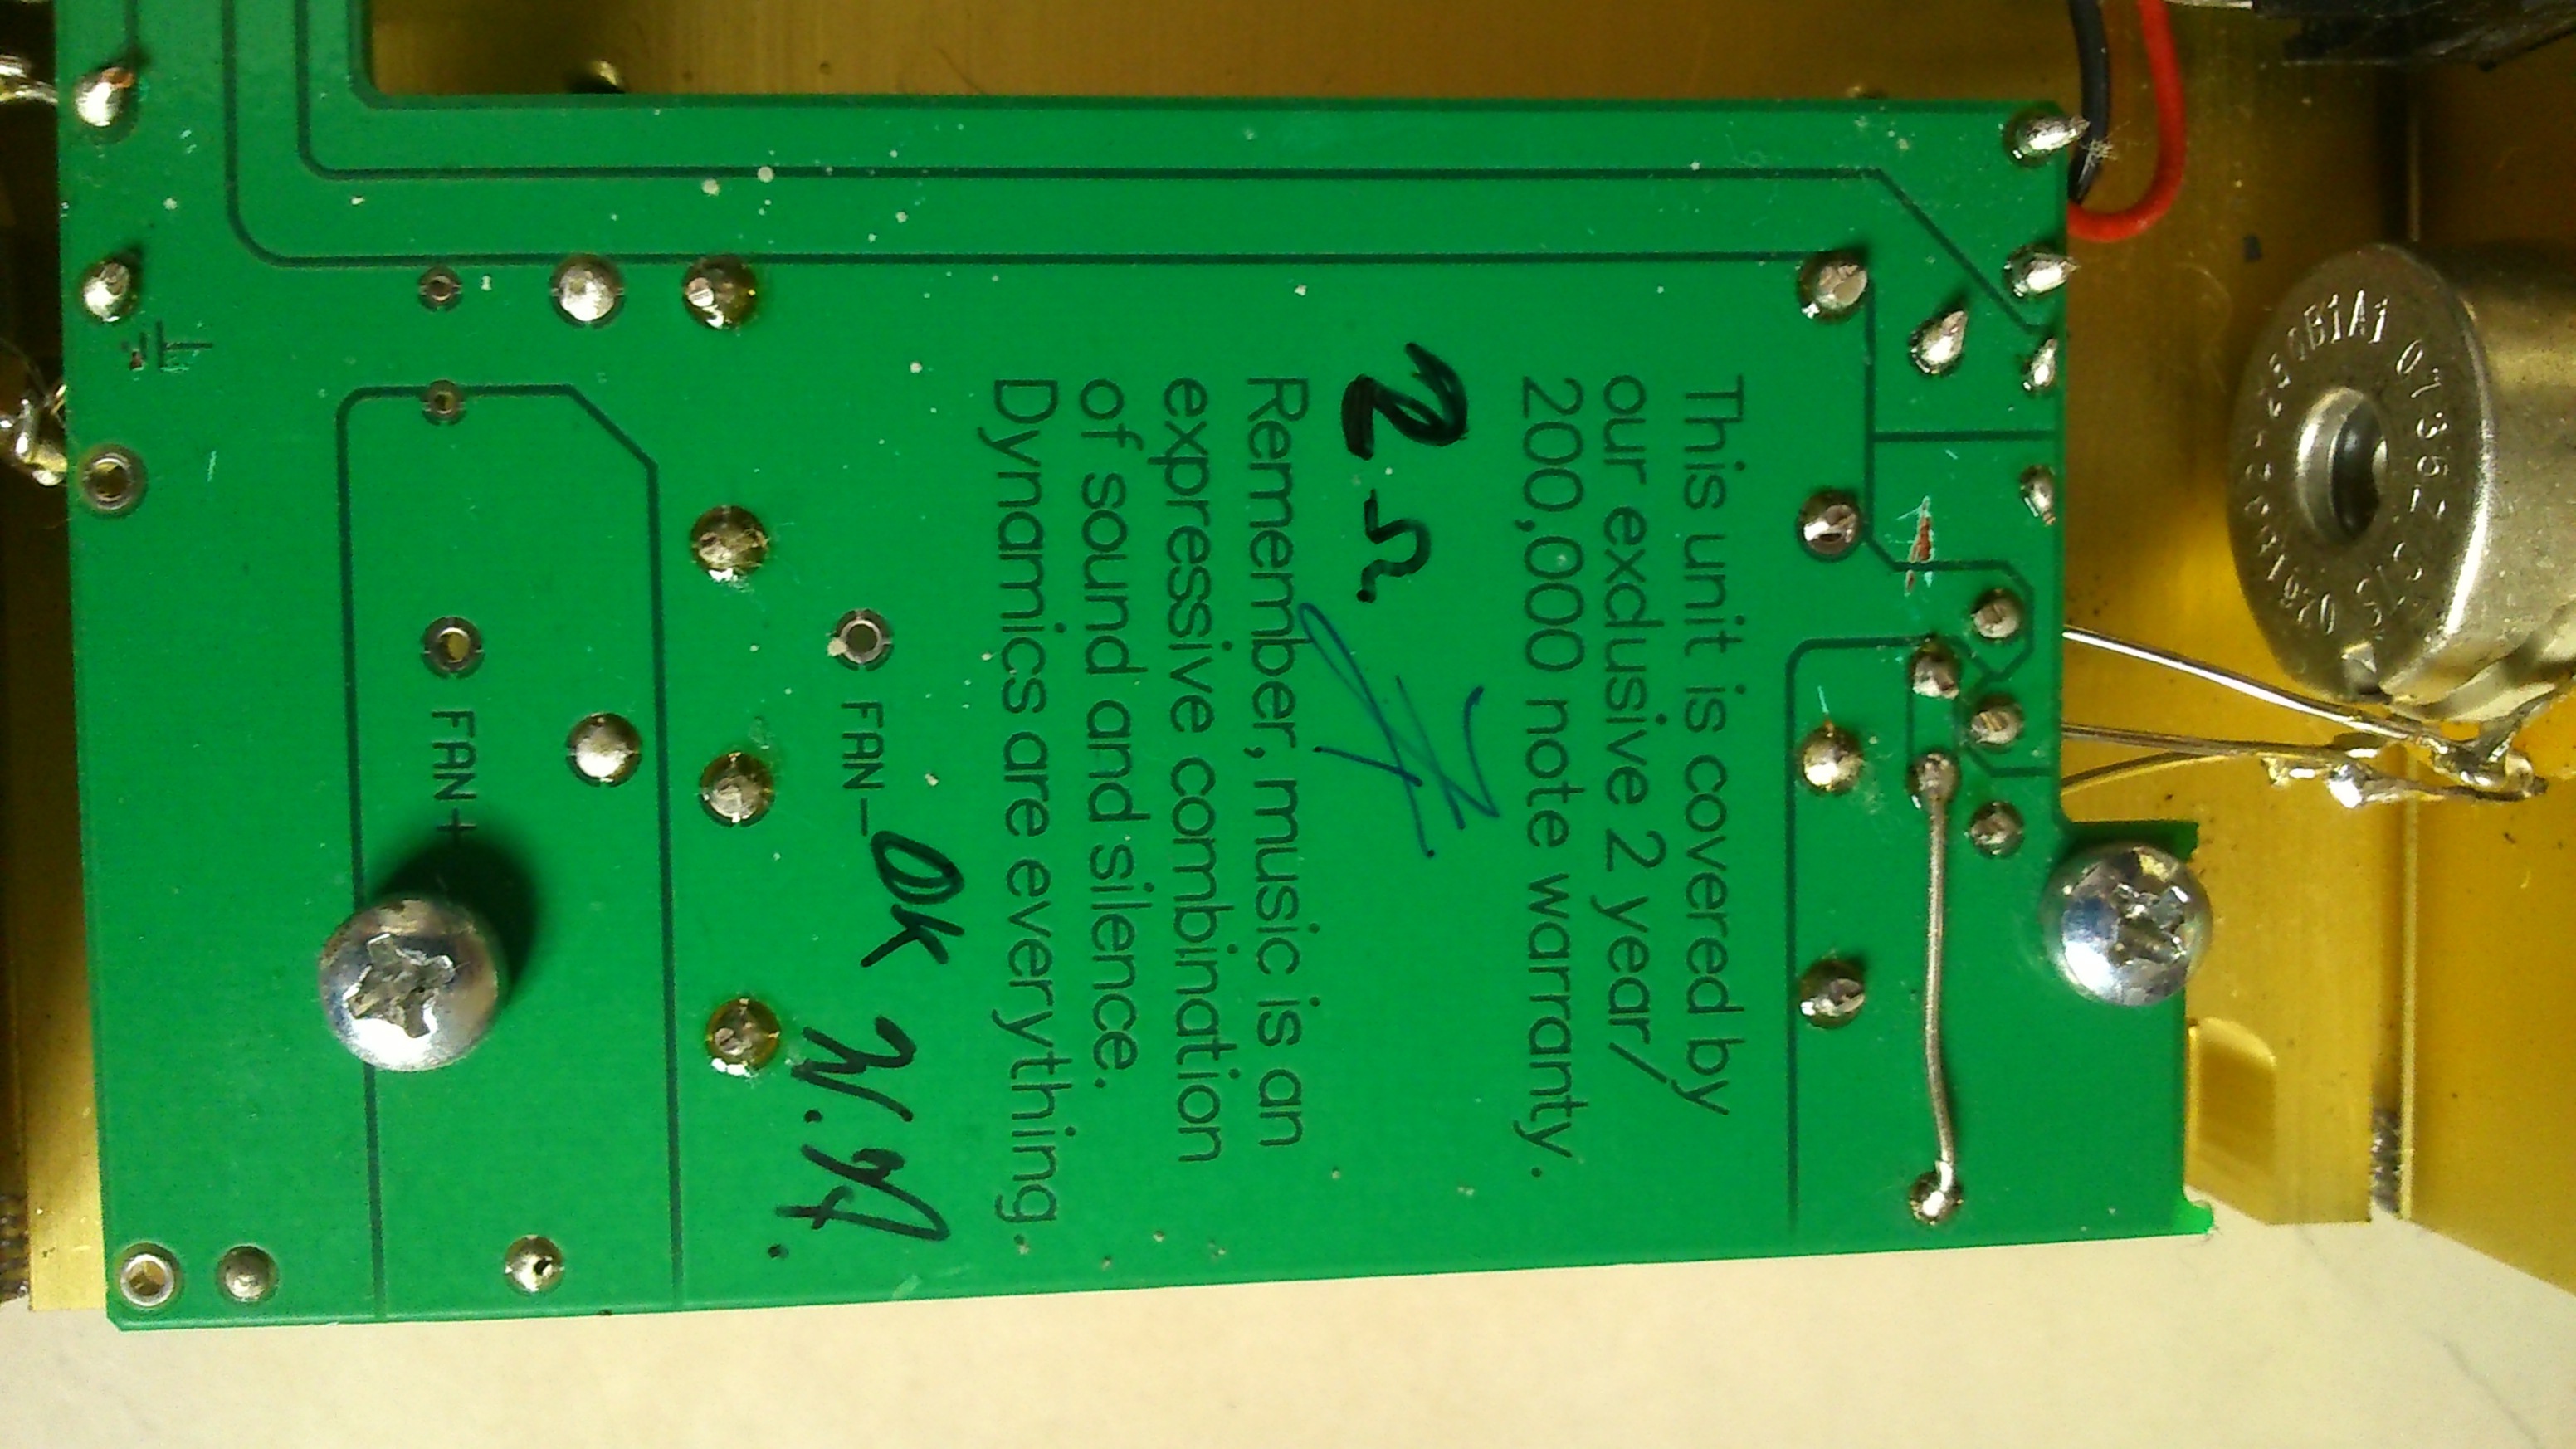 This unit is covered by
our exclusive 2 year/
200,000 note warranty.
2 Ω
Remember, music is an
expressive combination
of sound and silence.
Dynamics are everything.
FAN-
OK
FAN+